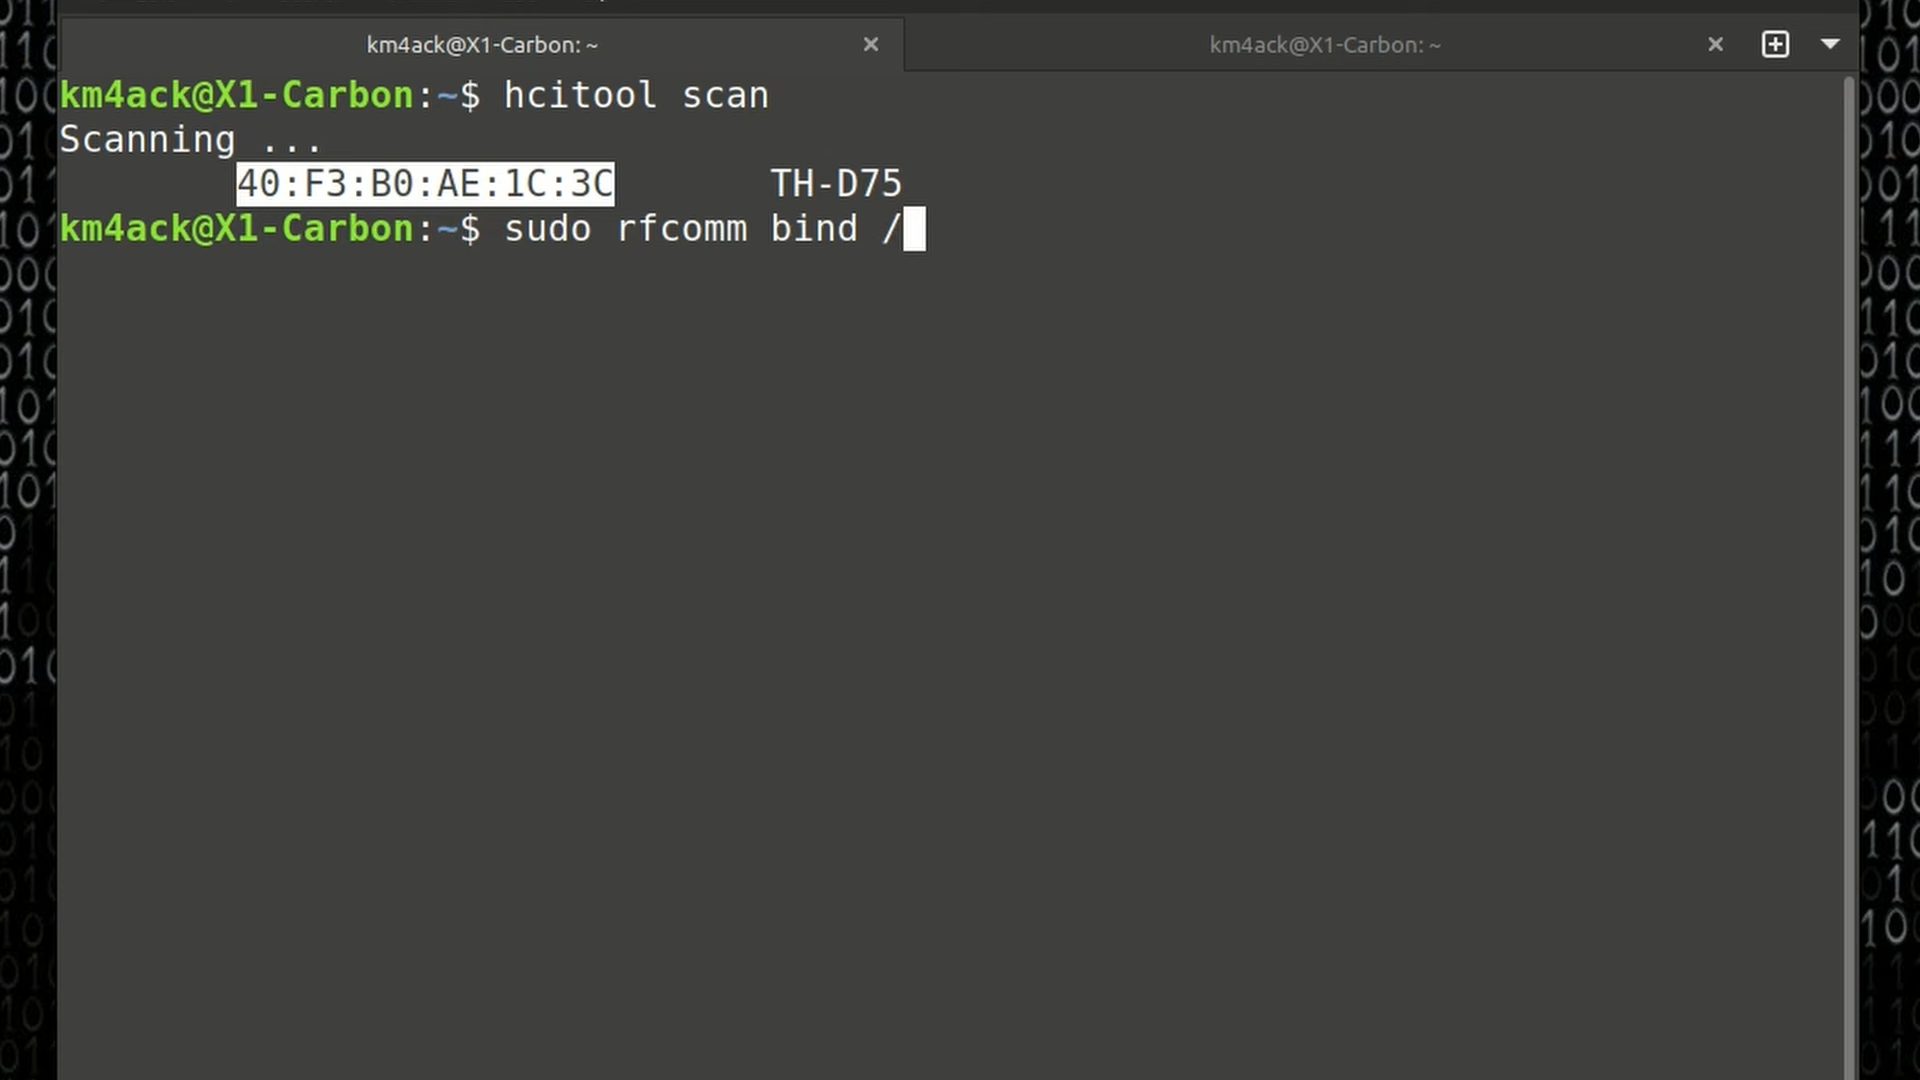 km4ack@X1-Carbon: ~
km4ack@X1-Carbon: ~
km4ack@X1-Carbon:~$ hcitool scan
Scanning ...
40:F3:B0:AE:1C:3C TH-D75
km4ack@X1-Carbon:~$ sudo rfcomm bind /